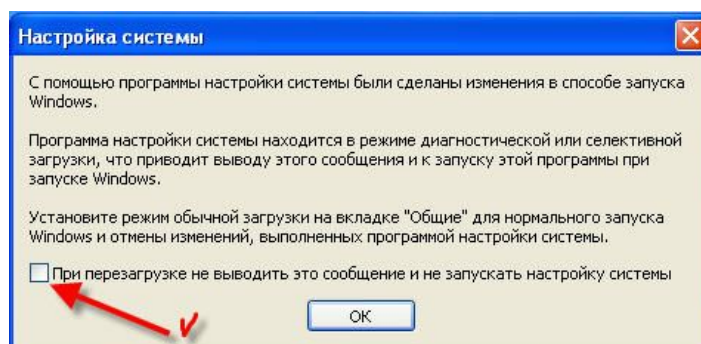 Настройка системы
С помощью программы настройки системы были сделаны изменения в способе запуска
Windows.
Программа настройки системы находится в режиме диагностической или селективной
загрузки, что приводит выводу этого сообщения и к запуску этой программы при
запуске Windows.
Установите режим обычной загрузки на вкладке "Общие" для нормального запуска
Windows и отмены изменений, выполненных программой настройки системы.
При перезагрузке не выводить это сообщение и не запускать настройку системы
OK